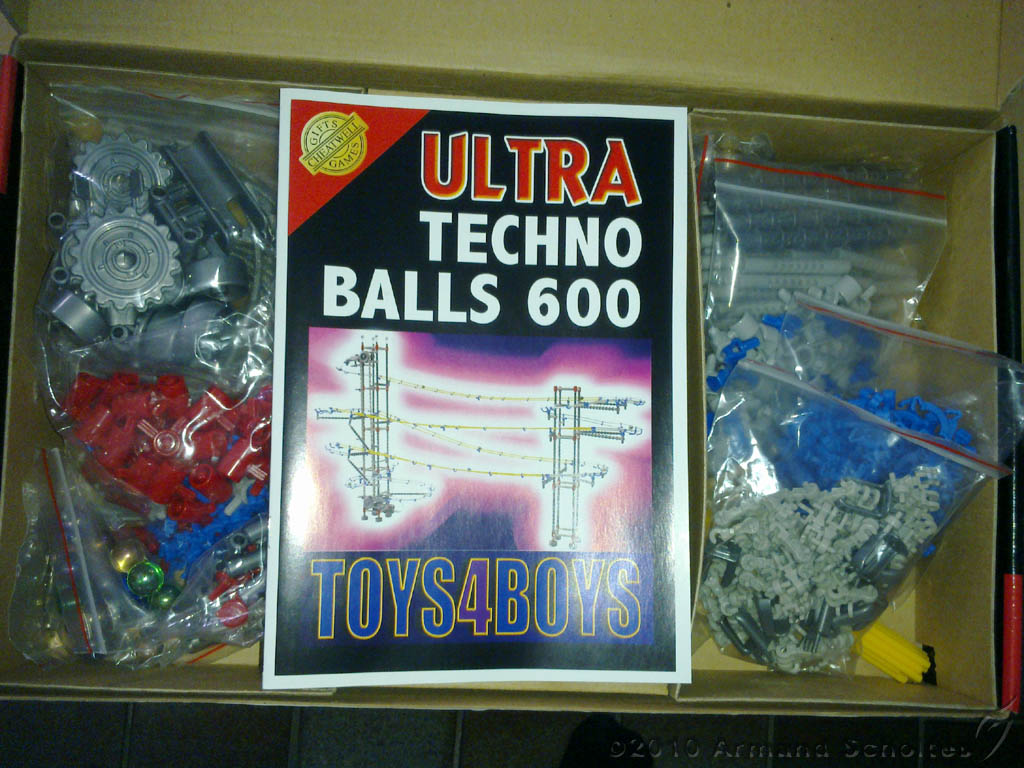 GIFTS
CHEATWELL
GAMES
ULTRA
TECHNO
BALLS 600
TOYS4BOYS
©2010 Armand Scholtes